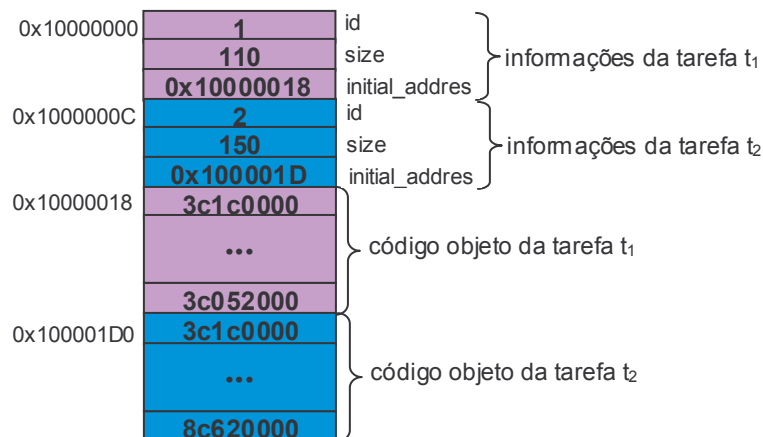 0x10000000 1 id
110 size informações da tarefa t₁
0x10000018 initial_addres
0x1000000C 2 id
150 size informações da tarefa t₂
0x100001D initial_addres
0x10000018 3c1c0000
... código objeto da tarefa t₁
3c052000
0x100001D0 3c1c0000
... código objeto da tarefa t₂
8c620000